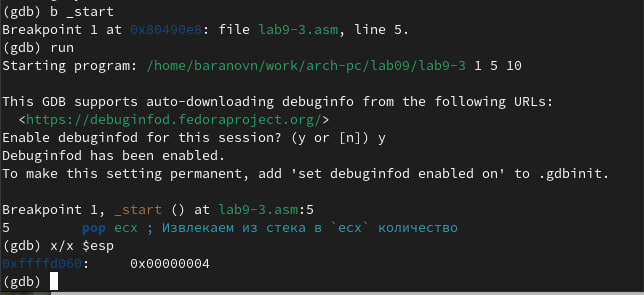 (gdb) b _start
Breakpoint 1 at 0x80490e8: file lab9-3.asm, line 5.
(gdb) run
Starting program: /home/baranovn/work/arch-pc/lab09/lab9-3 1 5 10
This GDB supports auto-downloading debuginfo from the following URLs:
<https://debuginfod.fedoraproject.org/>
Enable debuginfod for this session? (y or [n]) y
Debuginfod has been enabled.
To make this setting permanent, add 'set debuginfod enabled on' to .gdbinit.
Breakpoint 1, _start () at lab9-3.asm:5
5 pop ecx ; Извлекаем из стека в `ecx` количество
(gdb) x/x $esp
0xffffd060: 0x00000004
(gdb)